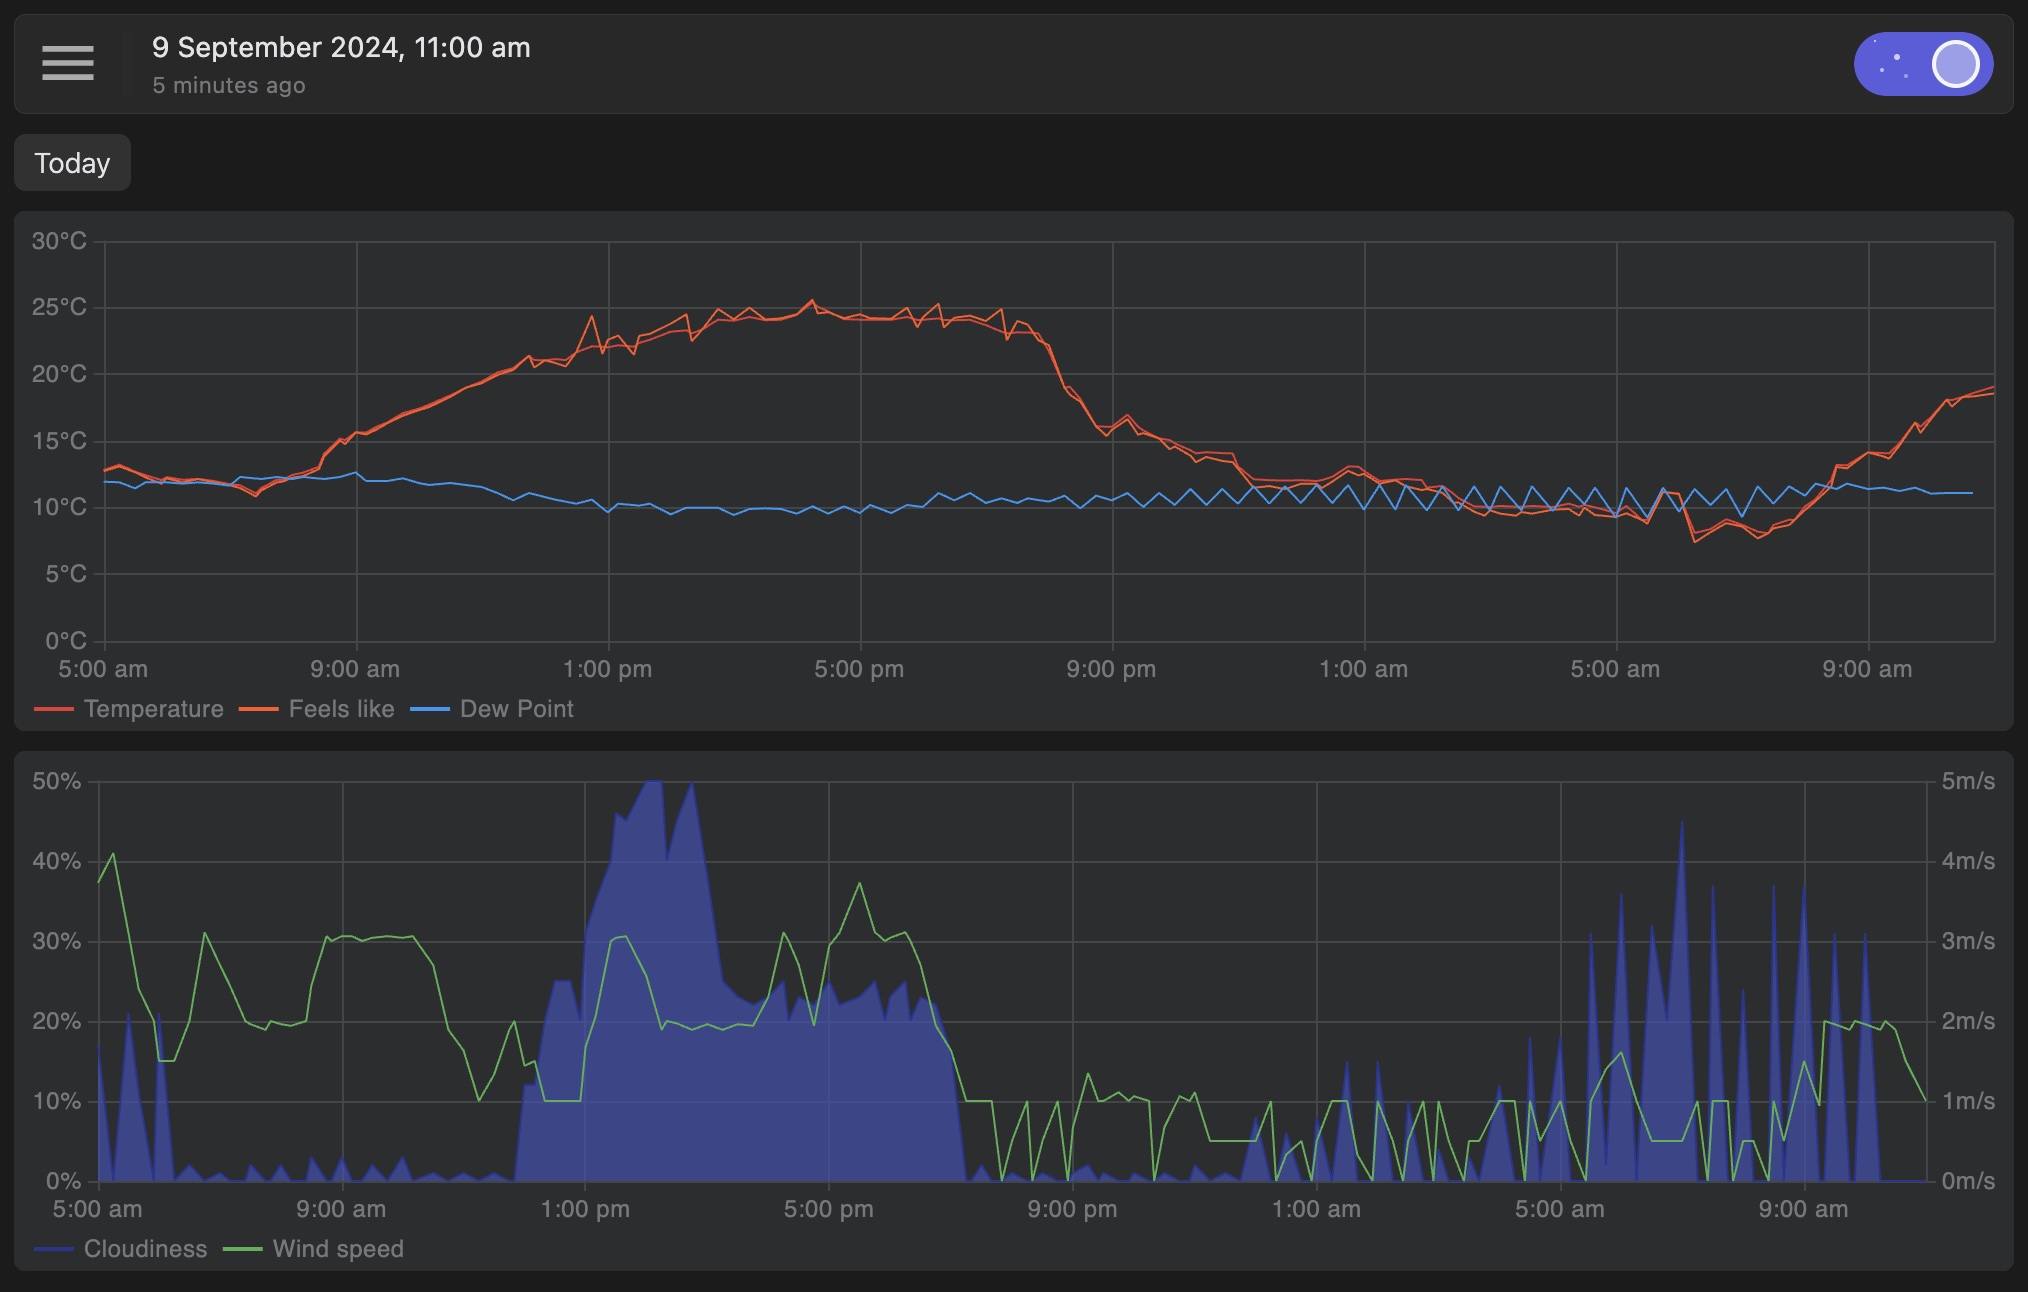 9 September 2024, 11:00 am
5 minutes ago
Today
30°C
25°C
20°C
15°C
10°C
5°C
0°C
5:00 am 9:00 am 1:00 pm 5:00 pm 9:00 pm 1:00 am 5:00 am 9:00 am
Temperature Feels like Dew Point
50% 5m/s
40% 4m/s
30% 3m/s
20% 2m/s
10% 1m/s
0% 0m/s
5:00 am 9:00 am 1:00 pm 5:00 pm 9:00 pm 1:00 am 5:00 am 9:00 am
Cloudiness Wind speed